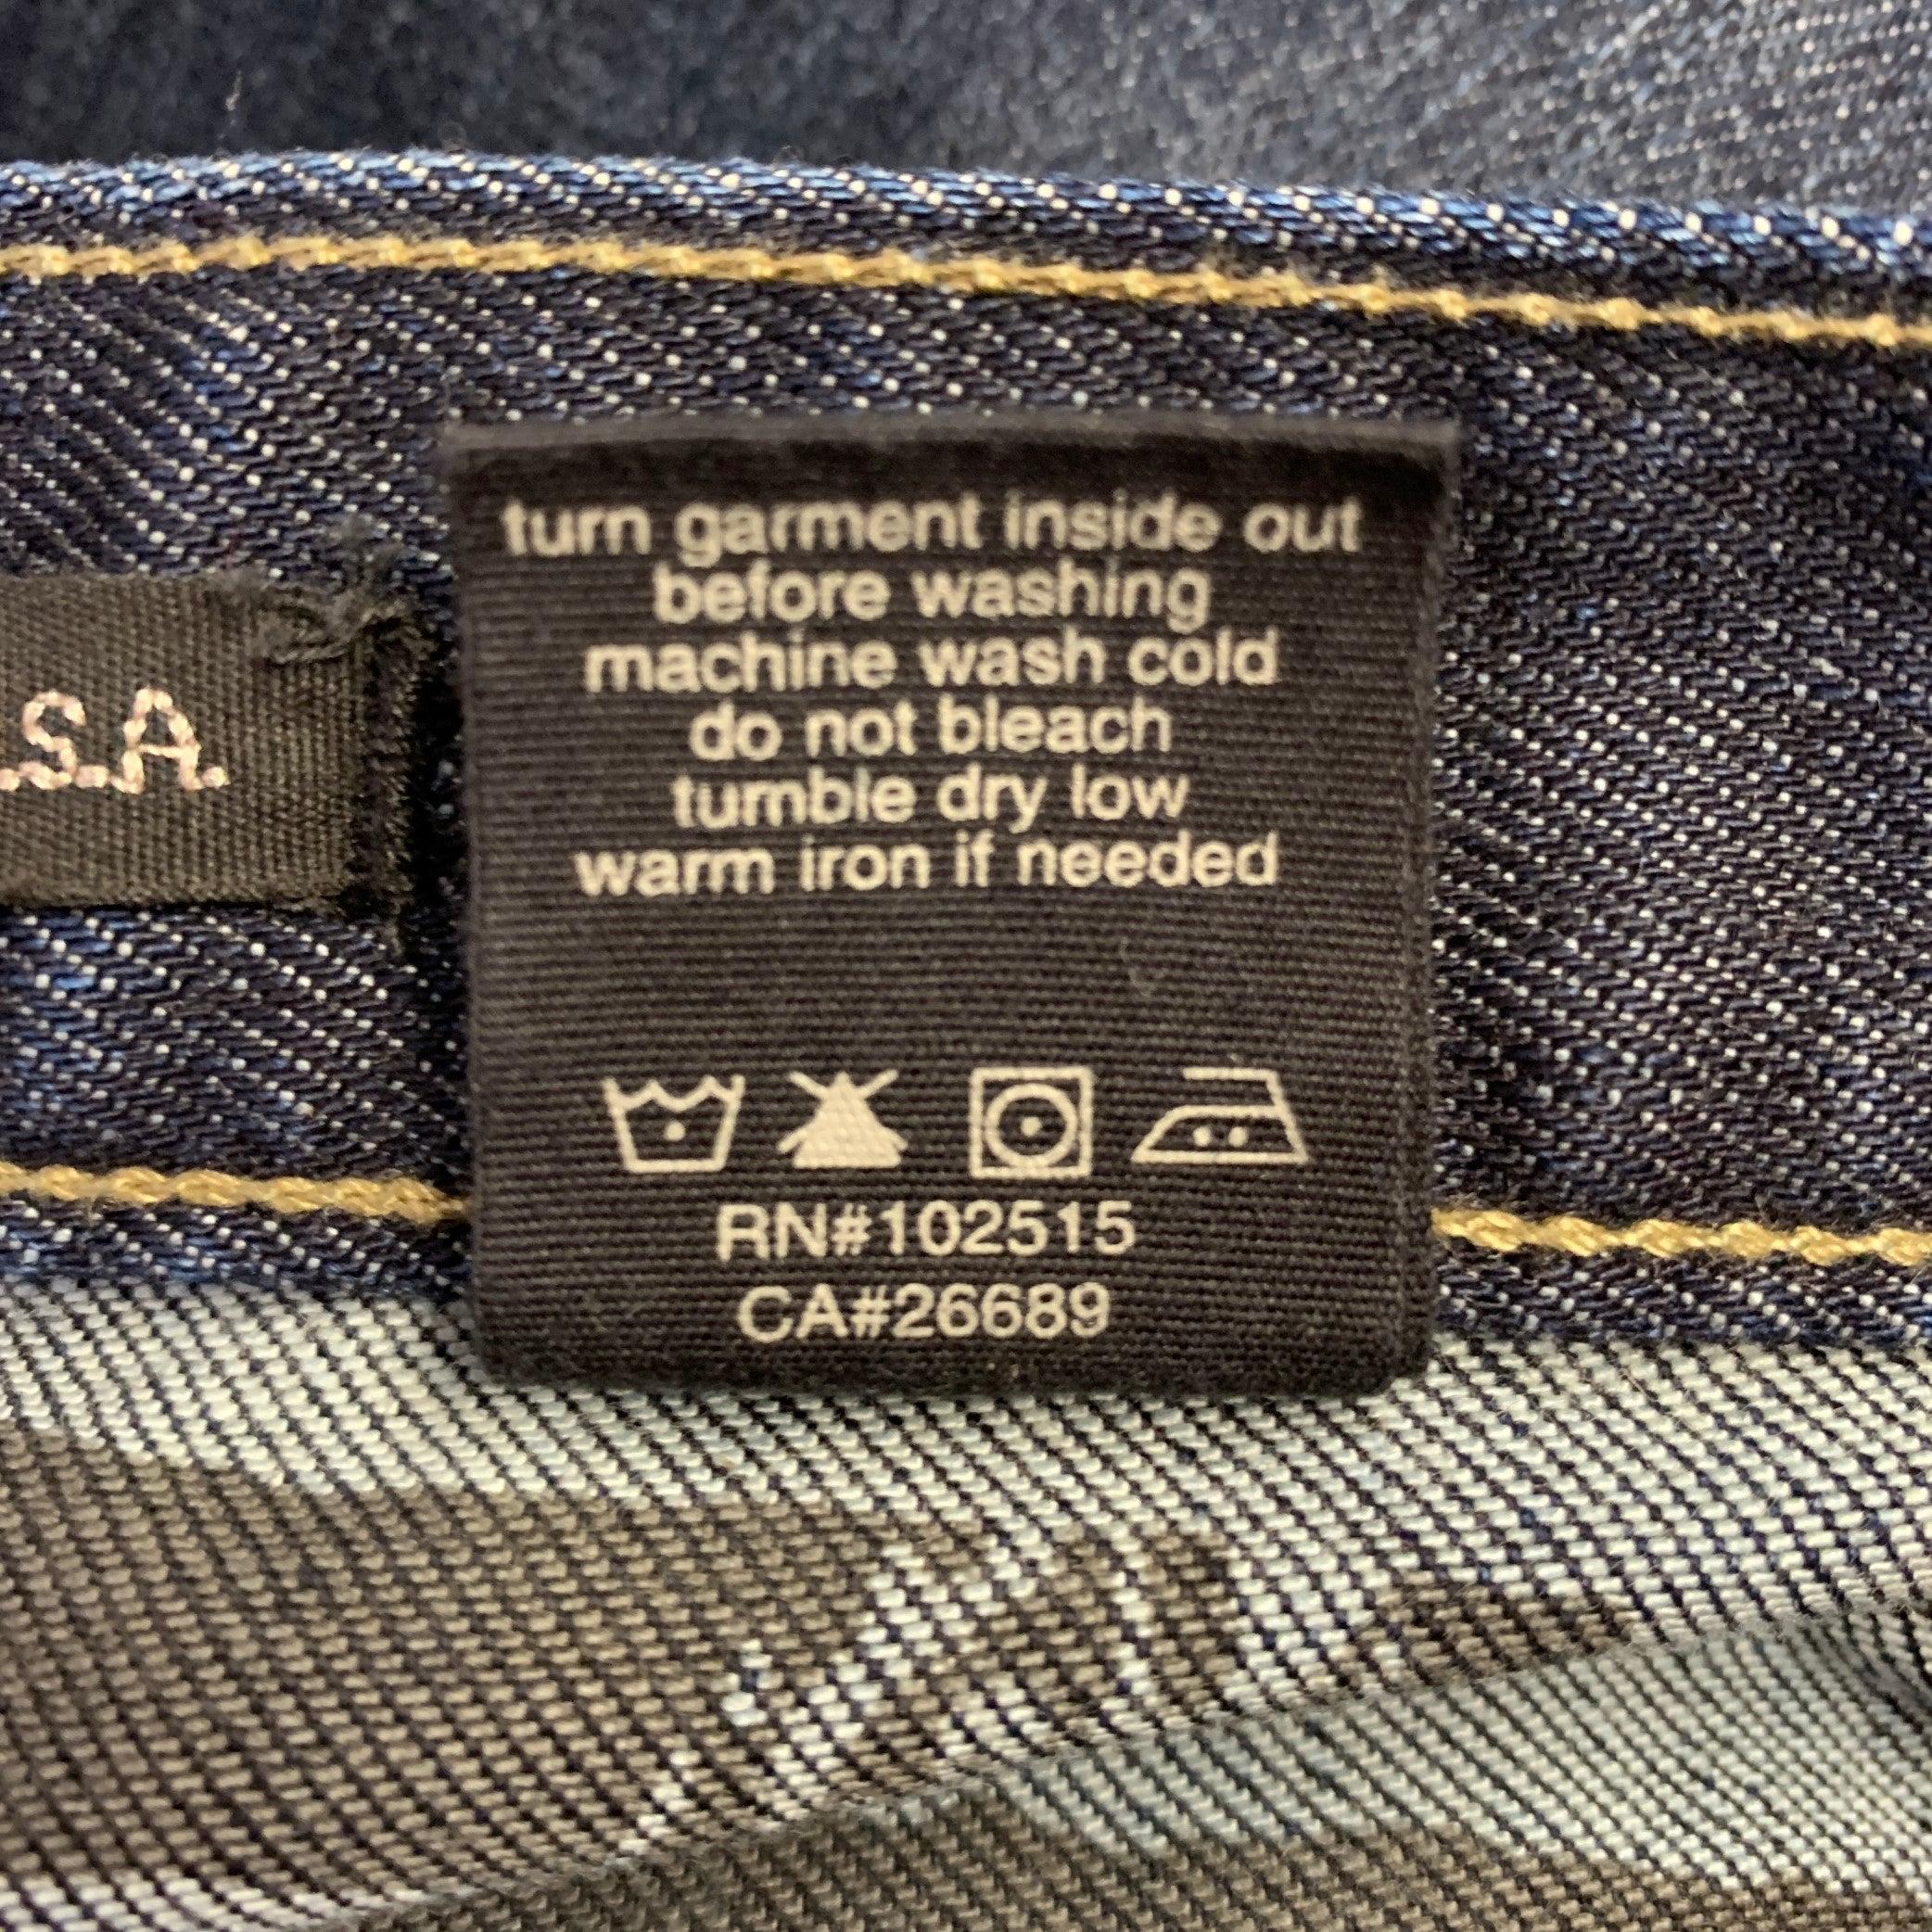 turn garment inside out
before washing
machine wash cold
do not bleach
tumble dry low
warm iron if needed
.S.A.
RN#102515
CA#26689